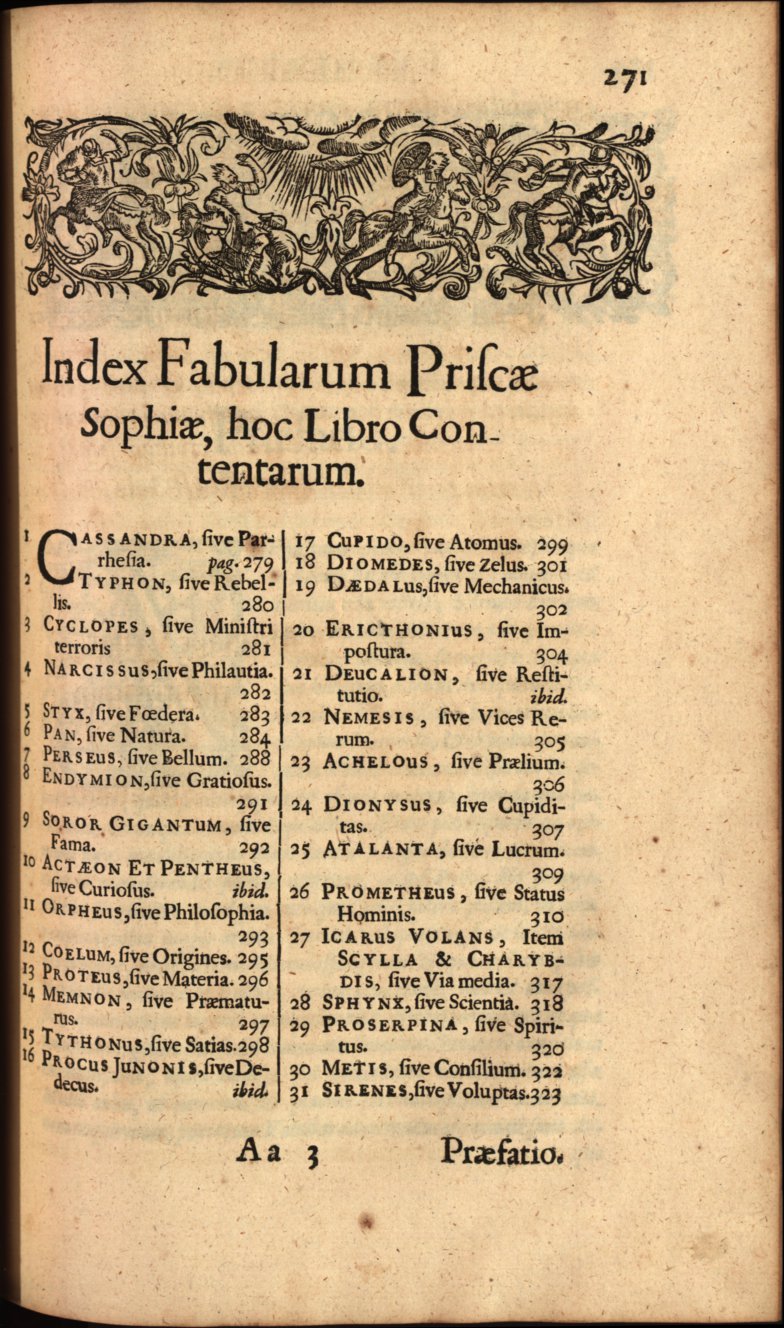 271
Index Fabularum Priſcæ
Sophiæ, hoc Libro Con-
tentarum.
1 CASSANDRA, ſive Par-
rheſia. pag. 279
2 TYPHON, ſive Rebel-
lis. 280
3 CYCLOPES, ſive Miniſtri
terroris 281
4 NARCISSUS, ſive Philautia.
282
5 STYX, ſive Fœdera. 283
6 PAN, ſive Natura. 284
7 PERSEUS, ſive Bellum. 288
8 ENDYMION, ſive Gratioſus.
291
9 SOROR GIGANTUM, ſive
Fama. 292
10 ACTÆON ET PENTHEUS,
ſive Curioſus. ibid.
11 ORPHEUS, ſive Philoſophia.
293
12 COELUM, ſive Origines. 295
13 PROTEUS, ſive Materia. 296
14 MEMNON, ſive Præmatu-
rus. 297
15 TYTHONUS, ſive Satias. 298
16 PROCUS JUNONIS, ſive De-
decus. ibid.
17 CUPIDO, ſive Atomus. 299
18 DIOMEDES, ſive Zelus. 301
19 DÆDALUS, ſive Mechanicus.
302
20 ERICTHONIUS, ſive Im-
poſtura. 304
21 DEUCALION, ſive Reſti-
tutio. ibid.
22 NEMESIS, ſive Vices Re-
rum. 305
23 ACHELOUS, ſive Prælium.
306
24 DIONYSUS, ſive Cupidi-
tas. 307
25 ATALANTA, ſive Lucrum.
309
26 PROMETHEUS, ſive Status
Hominis. 310
27 ICARUS VOLANS, Item
SCYLLA & CHARYB-
DIS, ſive Via media. 317
28 SPHYNX, ſive Scientia. 318
29 PROSERPINA, ſive Spiri-
tus. 320
30 METIS, ſive Conſilium. 322
31 SIRENES, ſive Voluptas. 323
Aa 3 Præfatio.